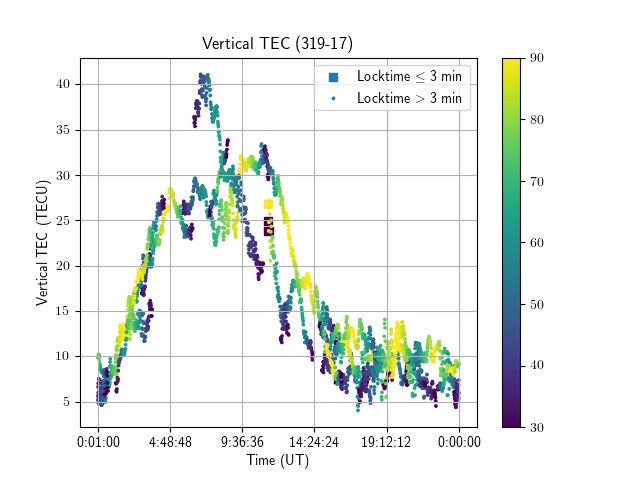 Vertical TEC (319-17)
Locktime ≤ 3 min
Locktime > 3 min
Vertical TEC (TECU)
40
35
30
25
20
15
10
5
0:01:00 4:48:48 9:36:36 14:24:24 19:12:12 0:00:00
Time (UT)
90
80
70
60
50
40
30